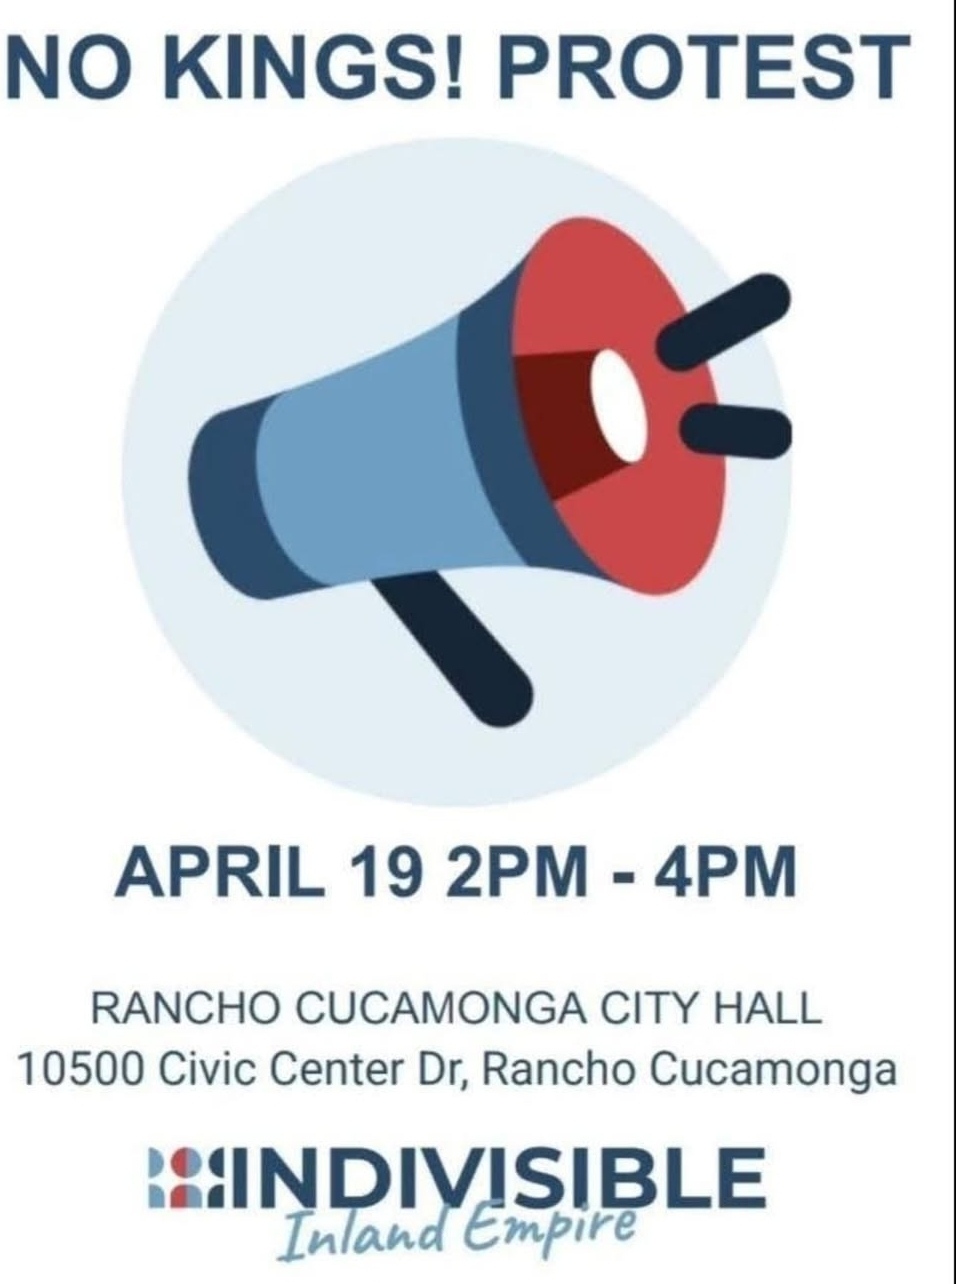 NO KINGS! PROTEST
APRIL 19 2PM - 4PM
RANCHO CUCAMONGA CITY HALL
10500 Civic Center Dr, Rancho Cucamonga
INDIVISIBLE
Inland Empire